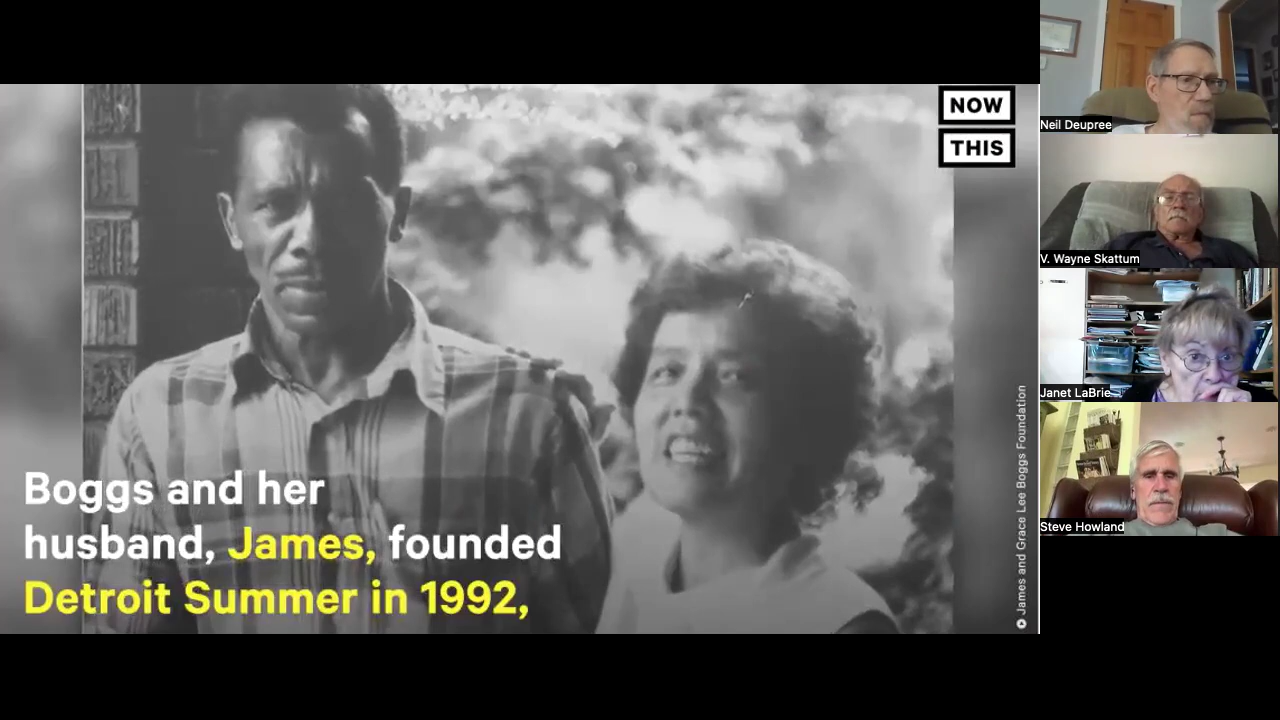 NOW
THIS
Boggs and her
husband, James, founded
Detroit Summer in 1992,
James and Grace Lee Boggs Foundation
Neil Deupree
V. Wayne Skattum
Janet LaBrie
Steve Howland